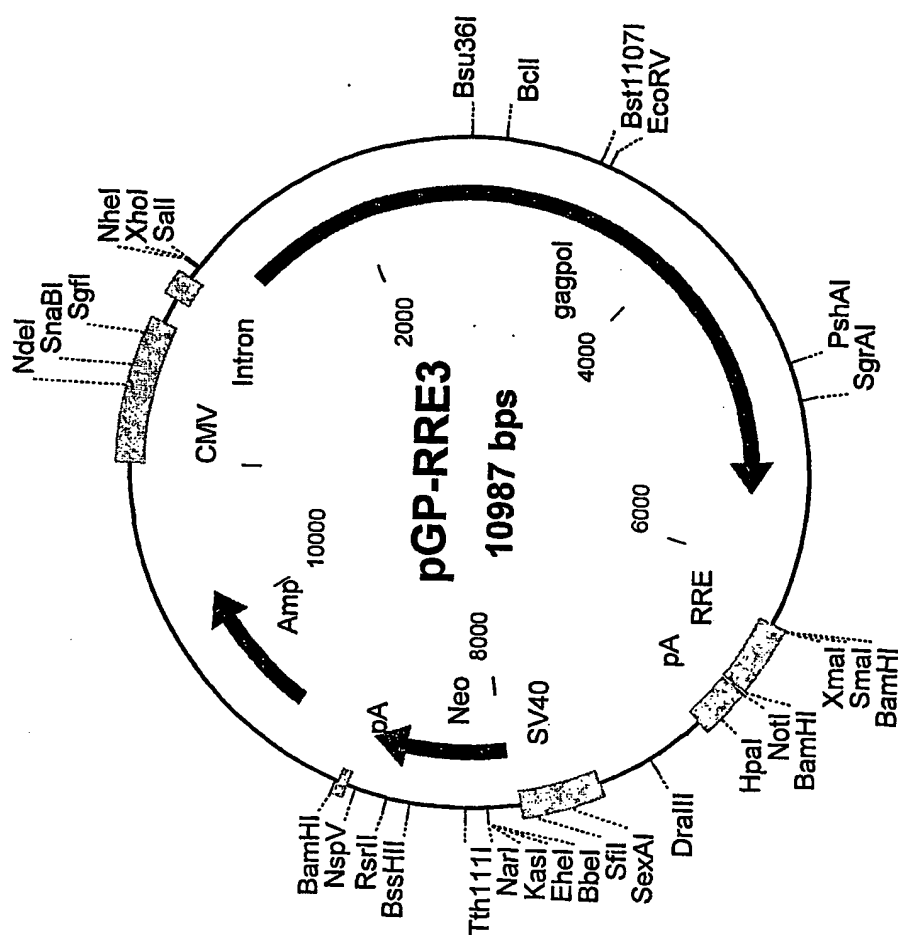 NdeI
SnaBI
SgfI
NheI
XhoI
SalI
Bsu36I
BclI
Bst1107I
EcoRV
PshAI
SgrAI
XmaI
SmaI
BamHI
HpaI
NotI
BamHI
DraIII
SexAI
SfiI
BbeI
EheI
KasI
NarI
Tth111I
BssHII
RsrII
NspV
BamHI
CMV
Intron
gagpol
RRE
pA
SV40
Neo
pA
Amp
2000
4000
6000
8000
10000
pGP-RRE3
10987 bps